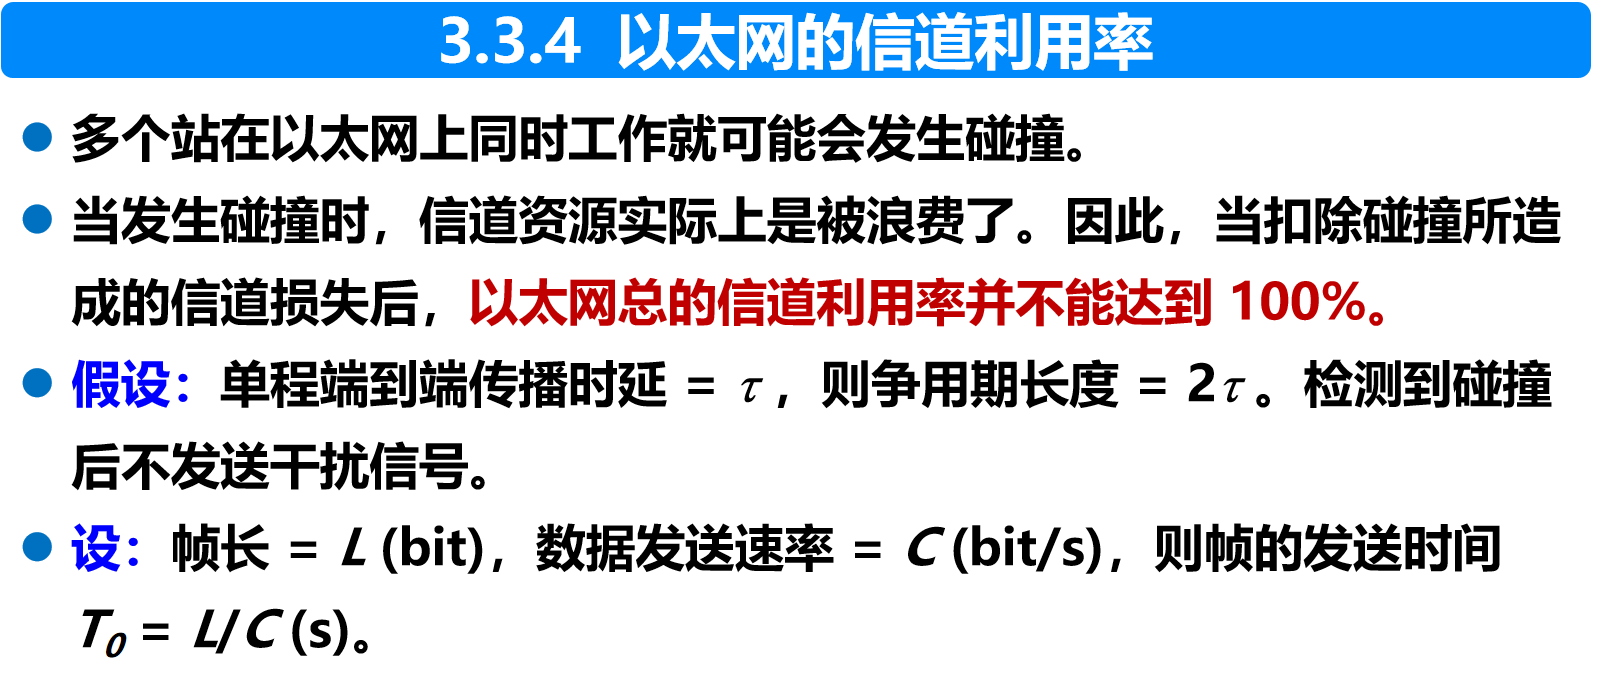 3.3.4 以太网的信道利用率
● 多个站在以太网上同时工作就可能会发生碰撞。
● 当发生碰撞时，信道资源实际上是被浪费了。因此，当扣除碰撞所造
成的信道损失后，以太网总的信道利用率并不能达到 100%。
● 假设：单程端到端传播时延 = τ ，则争用期长度 = 2τ 。检测到碰撞
后不发送干扰信号。
● 设：帧长 = L (bit)，数据发送速率 = C (bit/s)，则帧的发送时间
T0 = L/C (s)。